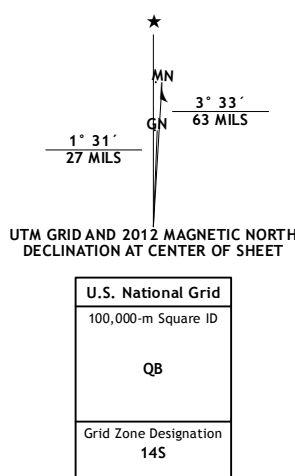 ★
MN
3° 33´
63 MILS
GN
1° 31´
27 MILS
UTM GRID AND 2012 MAGNETIC NORTH
DECLINATION AT CENTER OF SHEET
U.S. National Grid
100,000-m Square ID
QB
Grid Zone Designation
14S